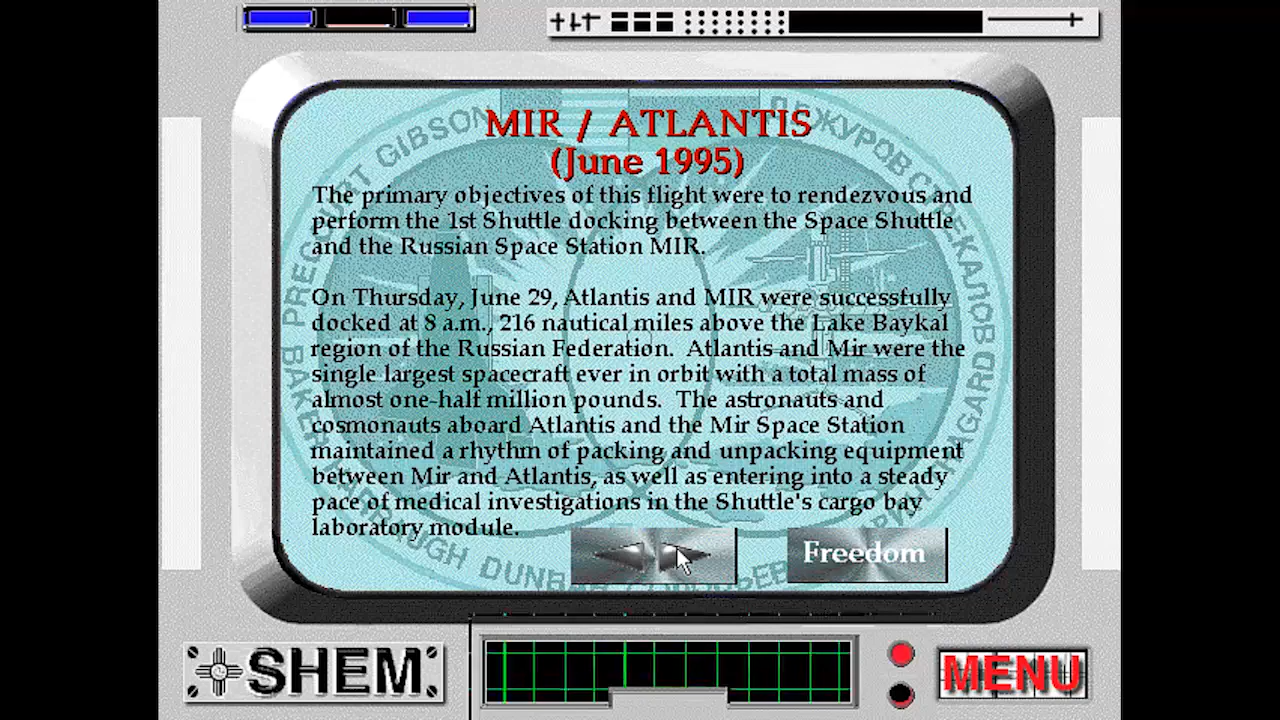 MIR / ATLANTIS
(June 1995)
The primary objectives of this flight were to rendezvous and
perform the 1st Shuttle docking between the Space Shuttle
and the Russian Space Station MIR.
On Thursday, June 29, Atlantis and MIR were successfully
docked at 8 a.m., 216 nautical miles above the Lake Baykal
region of the Russian Federation. Atlantis and Mir were the
single largest spacecraft ever in orbit with a total mass of
almost one-half million pounds. The astronauts and
cosmonauts aboard Atlantis and the Mir Space Station
maintained a rhythm of packing and unpacking equipment
between Mir and Atlantis, as well as entering into a steady
pace of medical investigations in the Shuttle's cargo bay
laboratory module.
Freedom
GIBSON
PRECOURT
BAKER
HARBAUGH
DUNBAR
SHEM
MENU